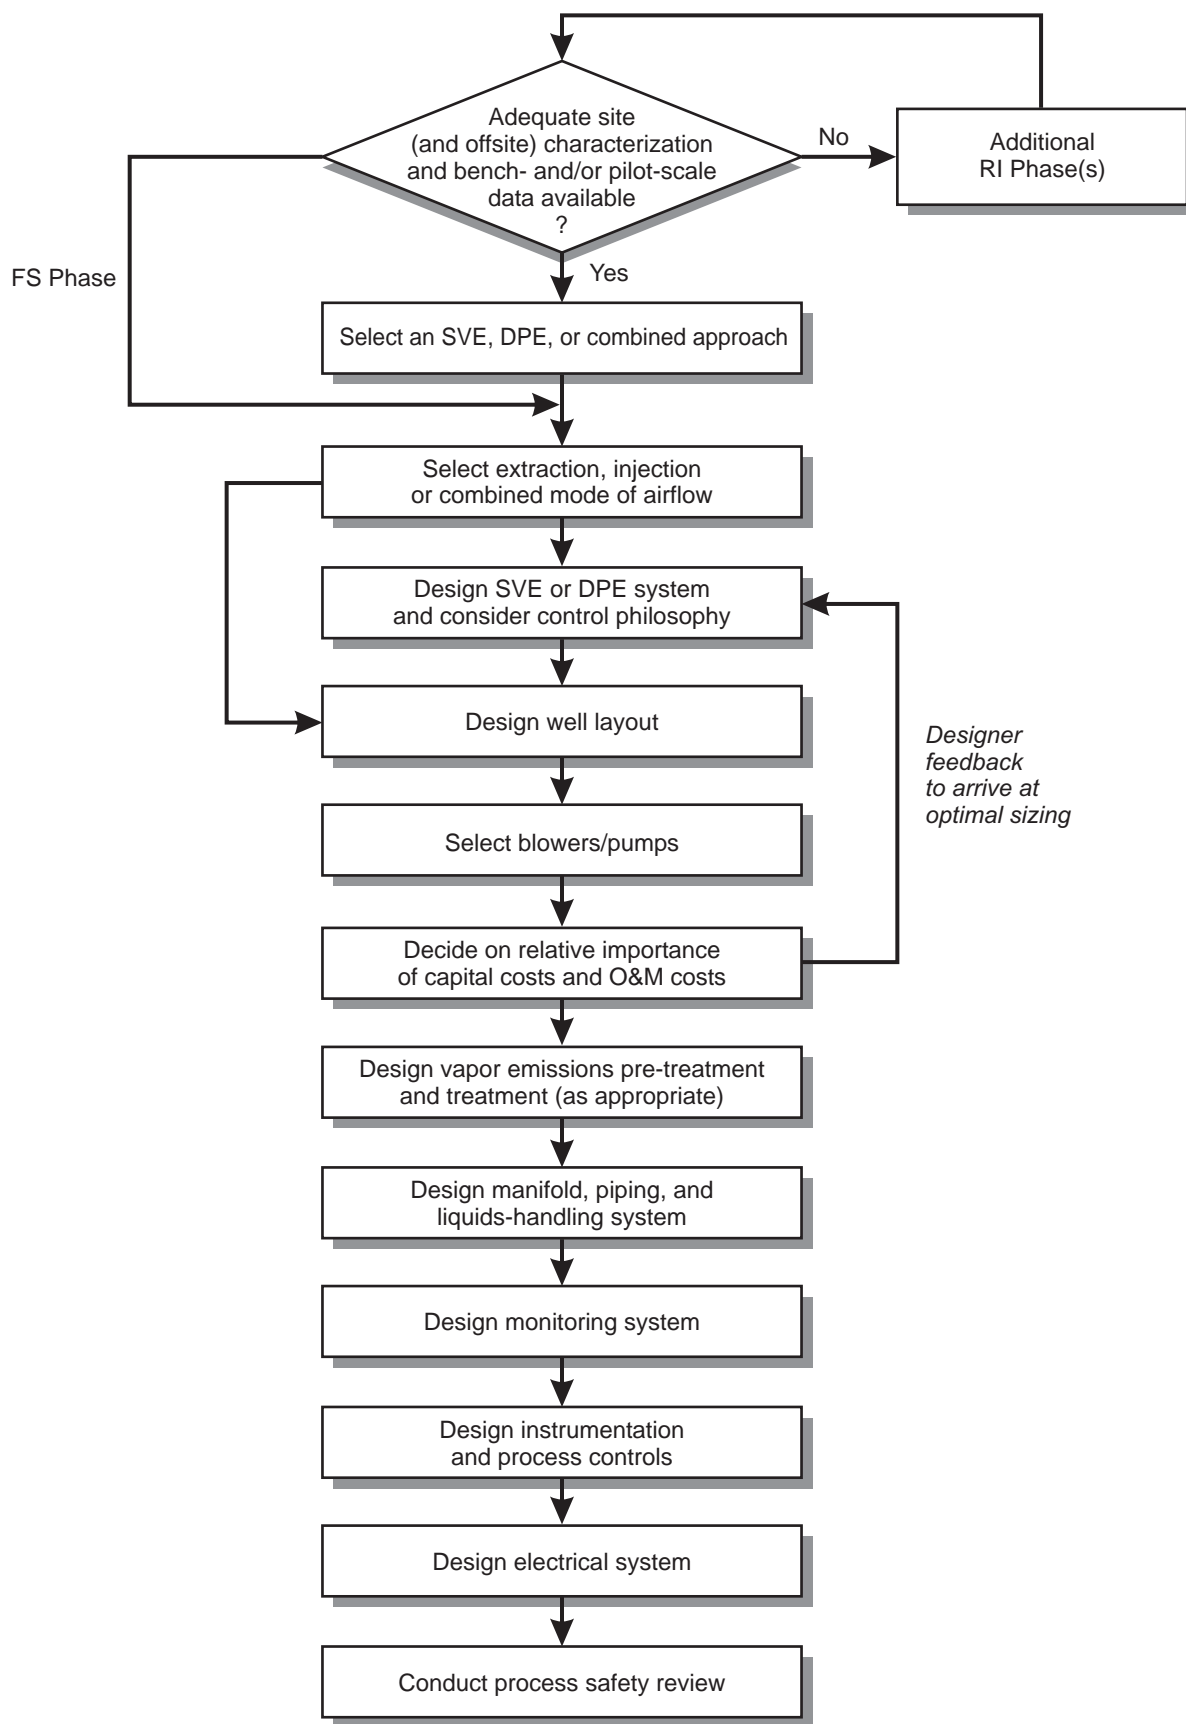 Adequate site
(and offsite) characterization
and bench- and/or pilot-scale
data available
?
No
Additional
RI Phase(s)
FS Phase
Yes
Select an SVE, DPE, or combined approach
Select extraction, injection
or combined mode of airflow
Design SVE or DPE system
and consider control philosophy
Design well layout
Designer
feedback
to arrive at
optimal sizing
Select blowers/pumps
Decide on relative importance
of capital costs and O&M costs
Design vapor emissions pre-treatment
and treatment (as appropriate)
Design manifold, piping, and
liquids-handling system
Design monitoring system
Design instrumentation
and process controls
Design electrical system
Conduct process safety review